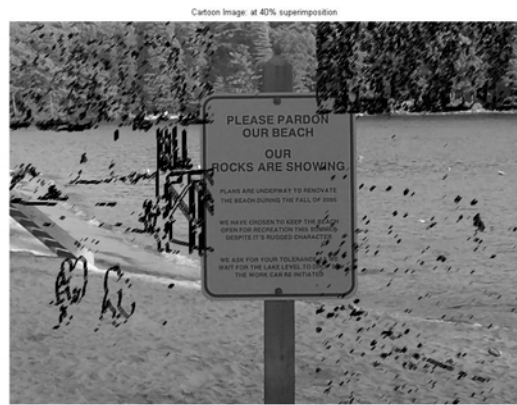 Cartoon Image: at 40% superimposition
PLEASE PARDON
OUR BEACH
OUR
ROCKS ARE SHOWING
PLANS ARE UNDERWAY TO RENOVATE
THE BEACH DURING THE FALL OF 2005
WE HAVE CHOSEN TO KEEP THE BEACH
OPEN FOR RECREATION THIS SUMMER
DESPITE IT'S RUGGED CHARACTER
WE ASK FOR YOUR TOLERANCE
WAIT FOR THE LAKE LEVEL TO
THE WORK CAN BE INITIATED